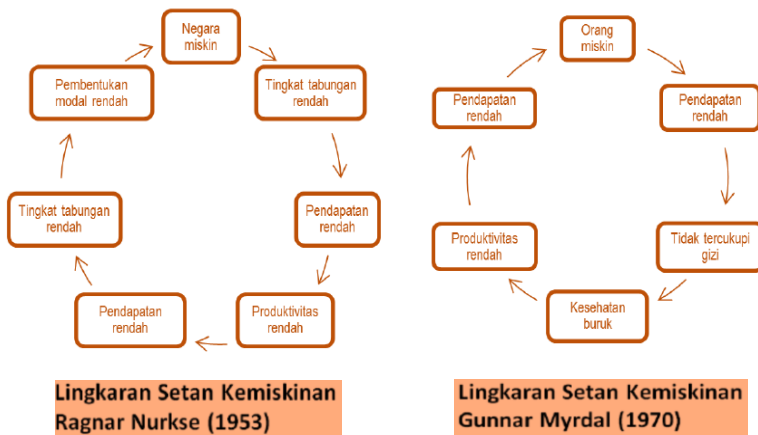 Negara
miskin
Tingkat tabungan
rendah
Pendapatan
rendah
Produktivitas
rendah
Pendapatan
rendah
Tingkat tabungan
rendah
Pembentukan
modal rendah
Lingkaran Setan Kemiskinan
Ragnar Nurkse (1953)
Orang
miskin
Pendapatan
rendah
Tidak tercukupi
gizi
Kesehatan
buruk
Produktivitas
rendah
Pendapatan
rendah
Lingkaran Setan Kemiskinan
Gunnar Myrdal (1970)